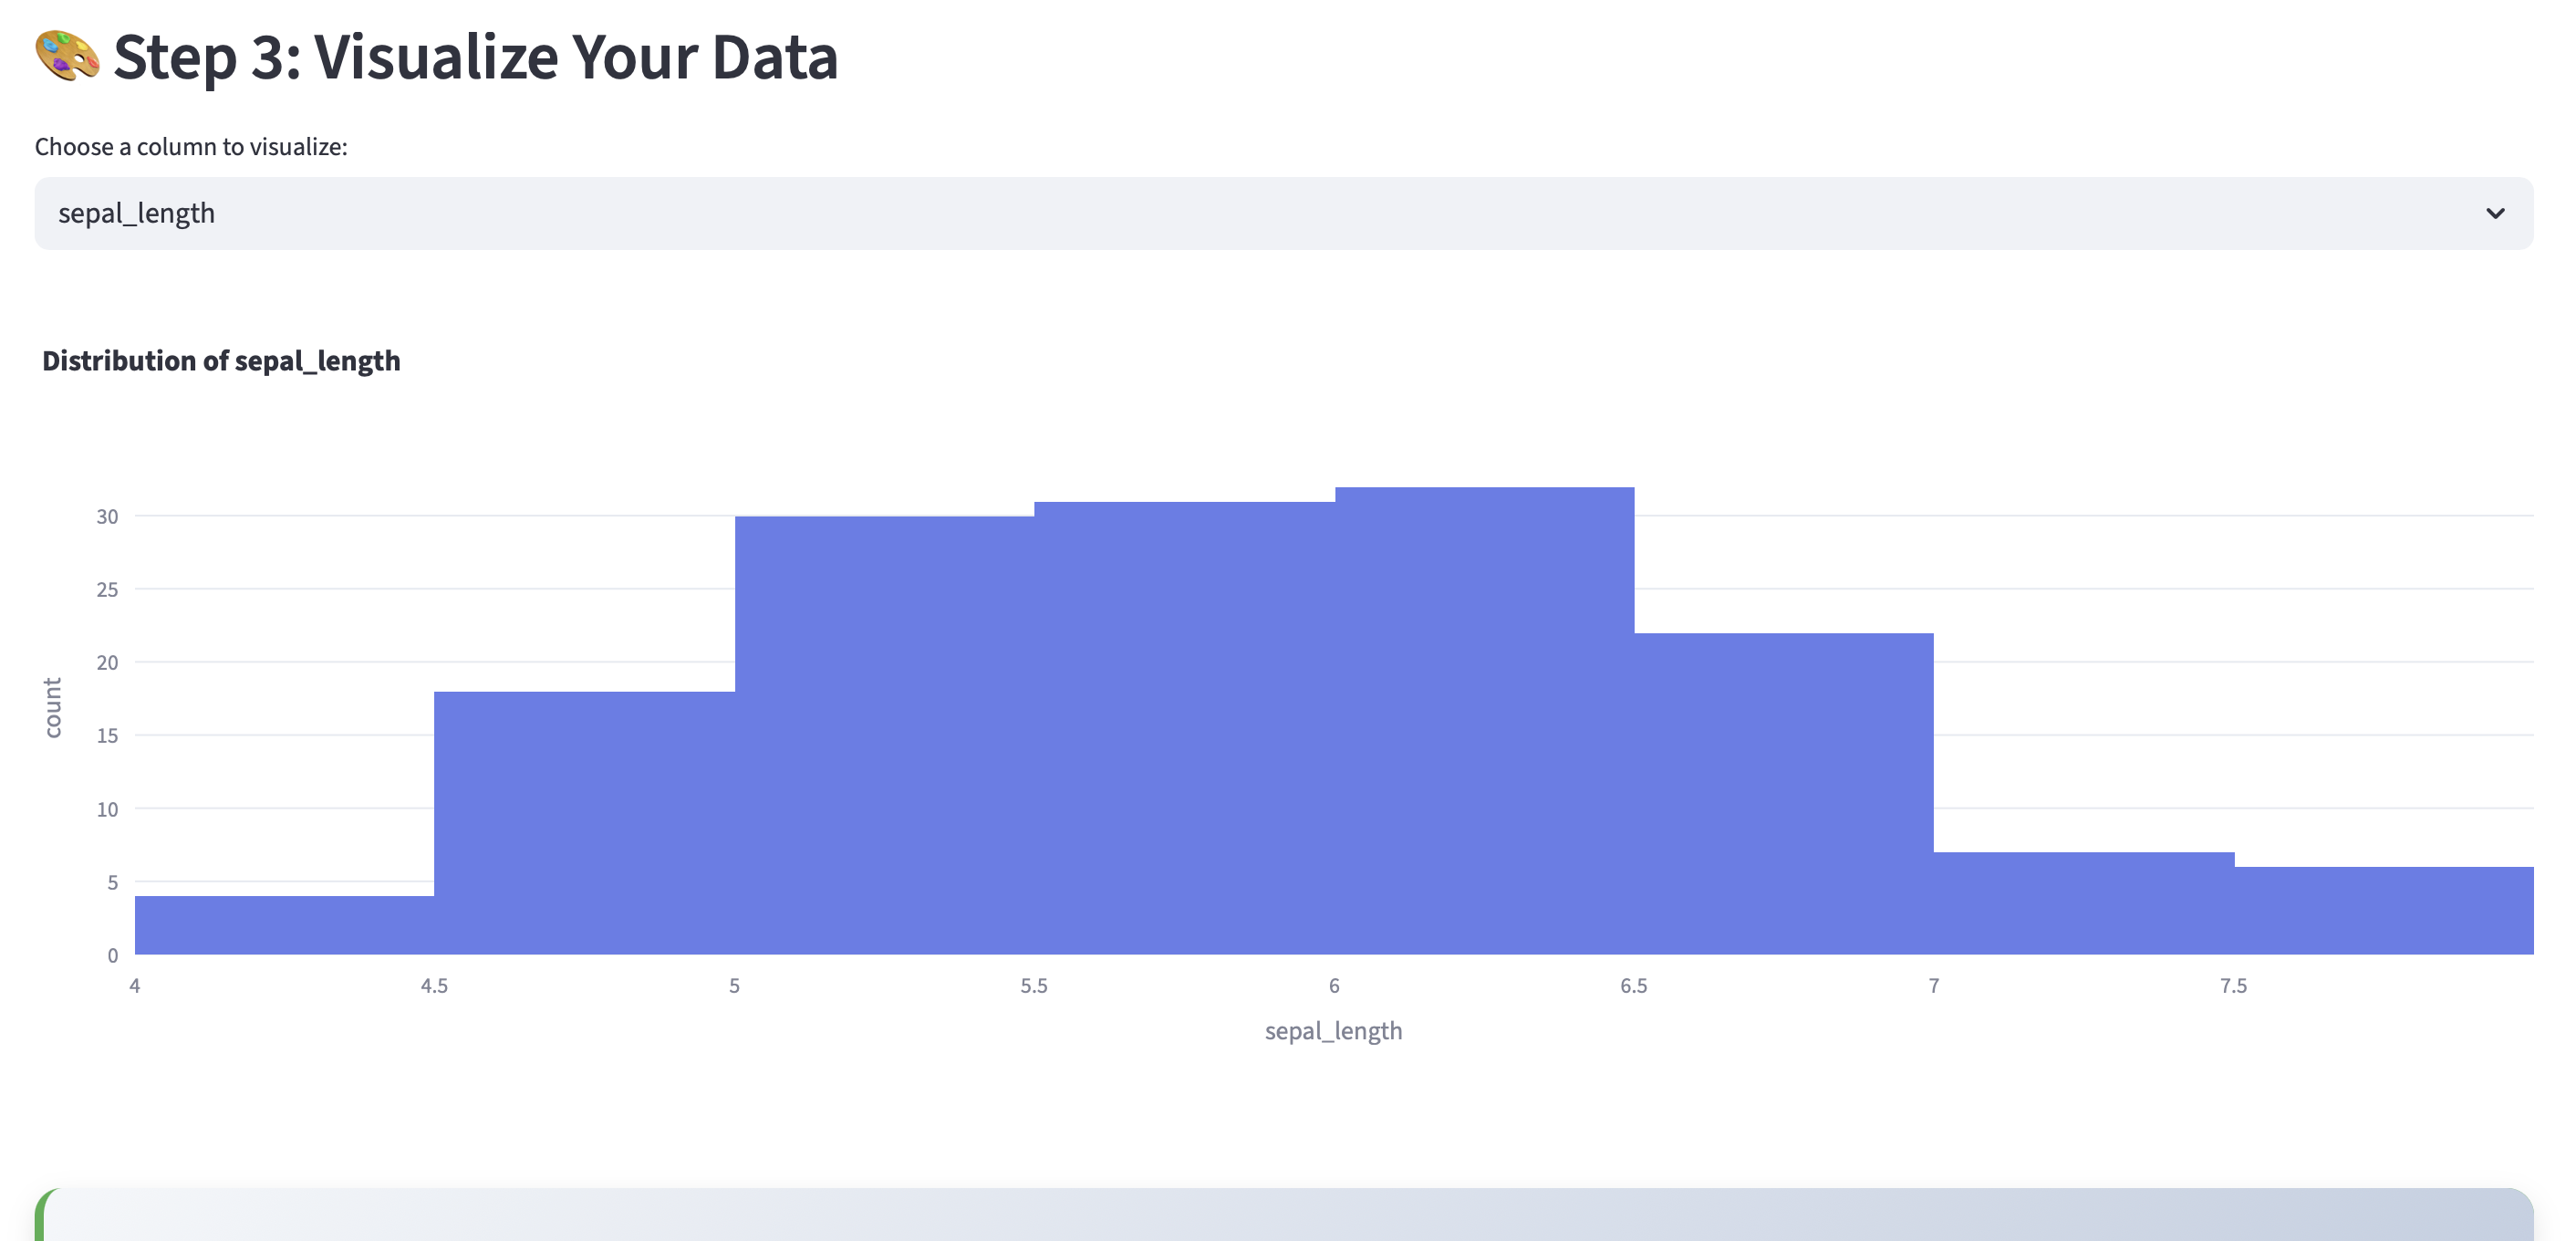 🎨 Step 3: Visualize Your Data
Choose a column to visualize:
sepal_length
Distribution of sepal_length
30
25
20
15
10
5
0
count
4 4.5 5 5.5 6 6.5 7 7.5
sepal_length